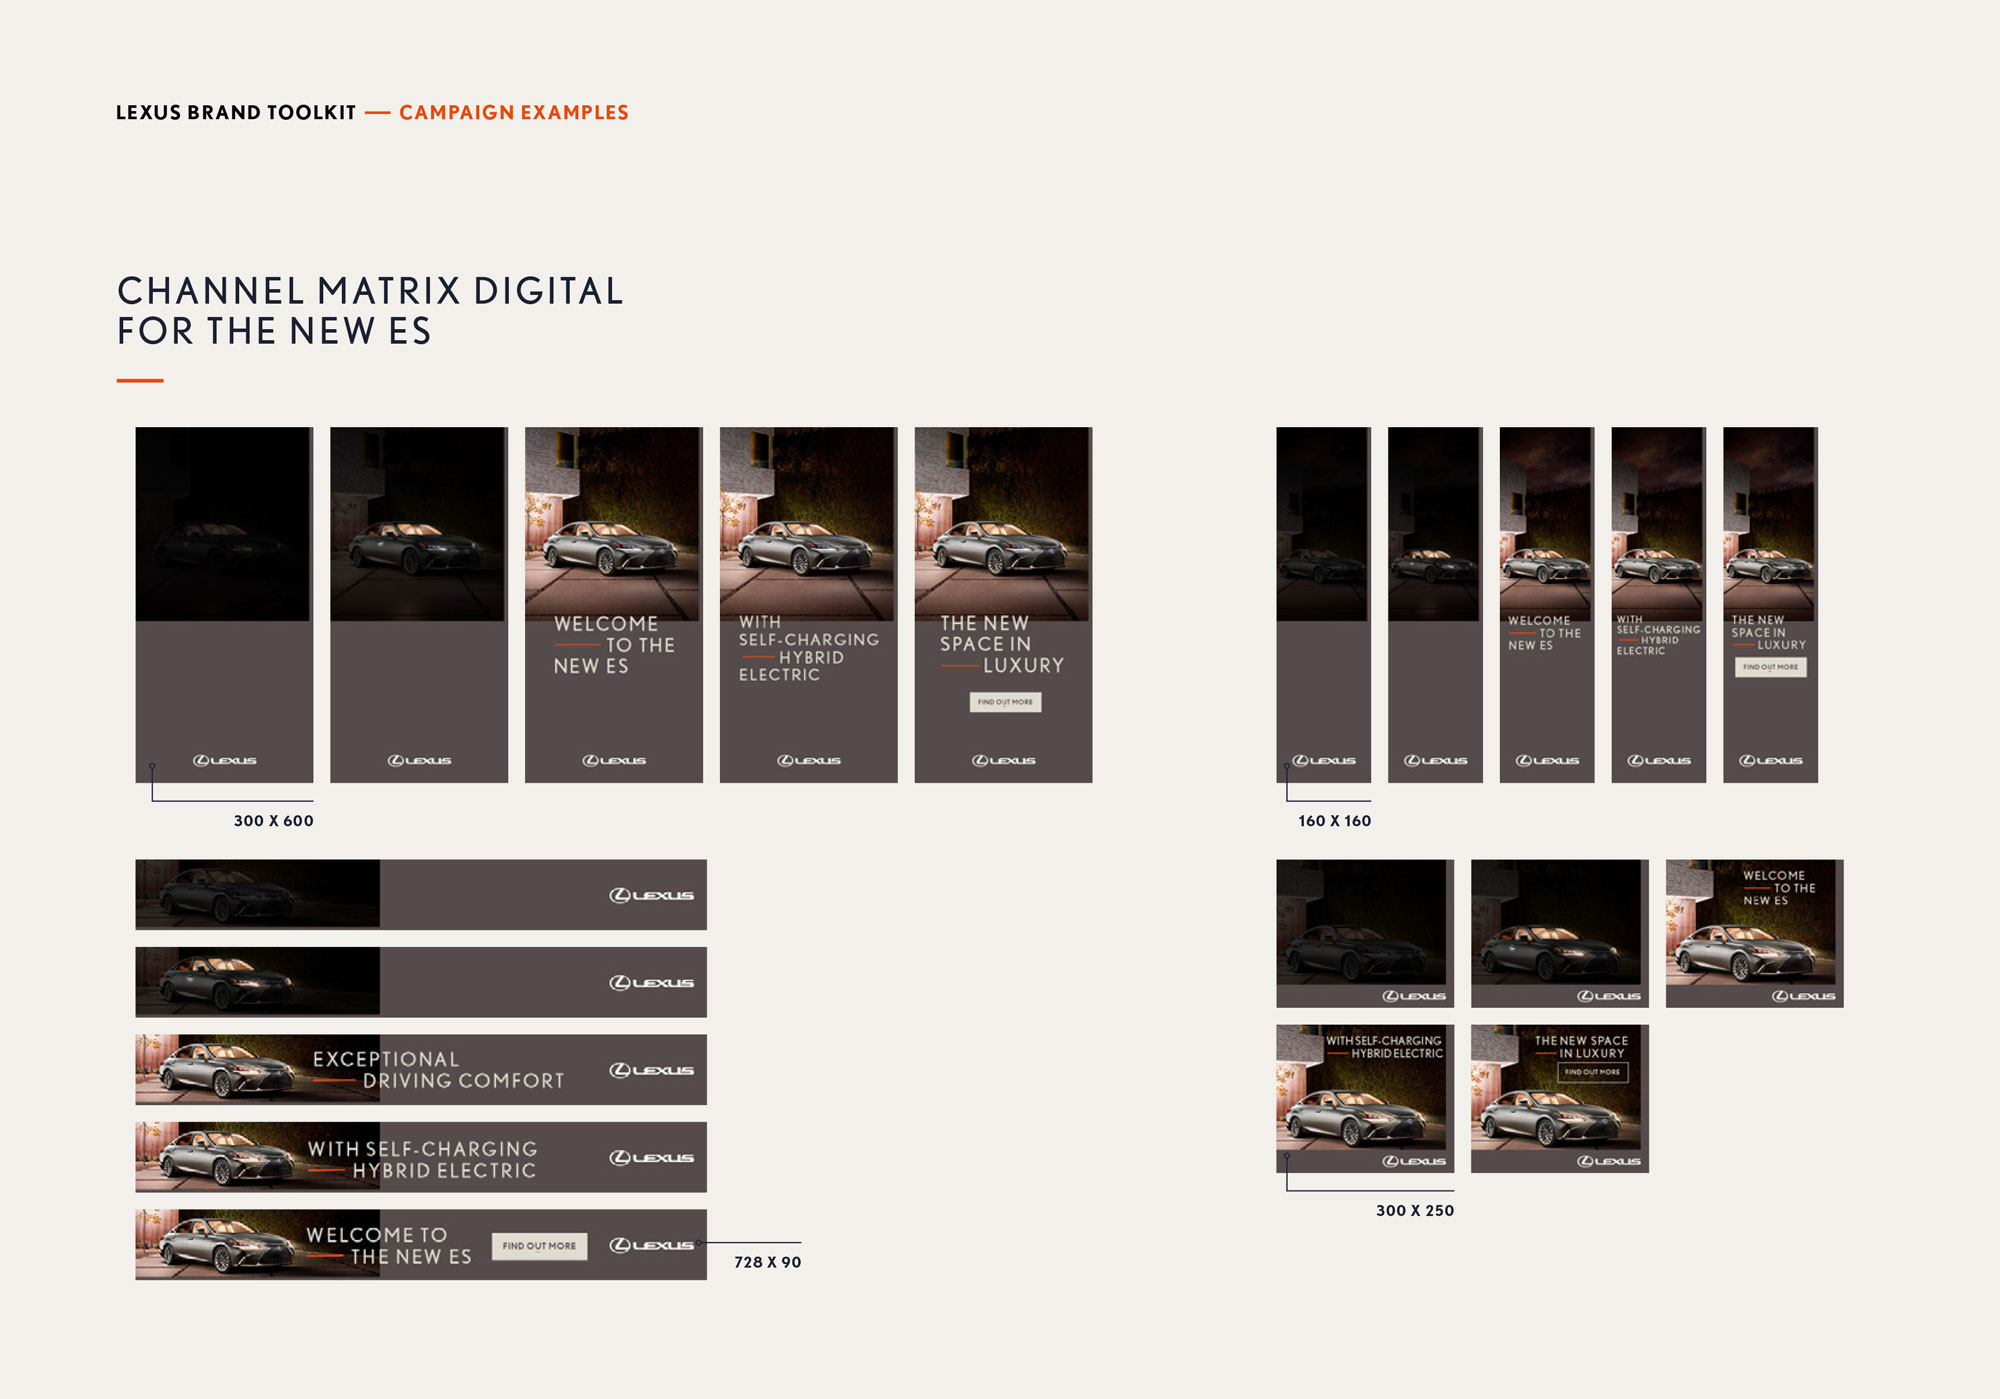 LEXUS BRAND TOOLKIT — CAMPAIGN EXAMPLES
CHANNEL MATRIX DIGITAL
FOR THE NEW ES
LEXUS
LEXUS
WELCOME
TO THE
NEW ES
LEXUS
WITH
SELF-CHARGING
HYBRID
ELECTRIC
LEXUS
THE NEW
SPACE IN
LUXURY
FIND OUT MORE
LEXUS
300 X 600
LEXUS
LEXUS
WELCOME
TO THE
NEW ES
LEXUS
WITH
SELF-CHARGING
HYBRID
ELECTRIC
LEXUS
THE NEW
SPACE IN
LUXURY
FIND OUT MORE
LEXUS
160 X 160
LEXUS
LEXUS
EXCEPTIONAL
DRIVING COMFORT
LEXUS
WITH SELF-CHARGING
HYBRID ELECTRIC
LEXUS
WELCOME TO
THE NEW ES
FIND OUT MORE
LEXUS
728 X 90
LEXUS
LEXUS
WELCOME
TO THE
NEW ES
LEXUS
WITH SELF-CHARGING
HYBRID ELECTRIC
LEXUS
THE NEW SPACE
IN LUXURY
FIND OUT MORE
LEXUS
300 X 250